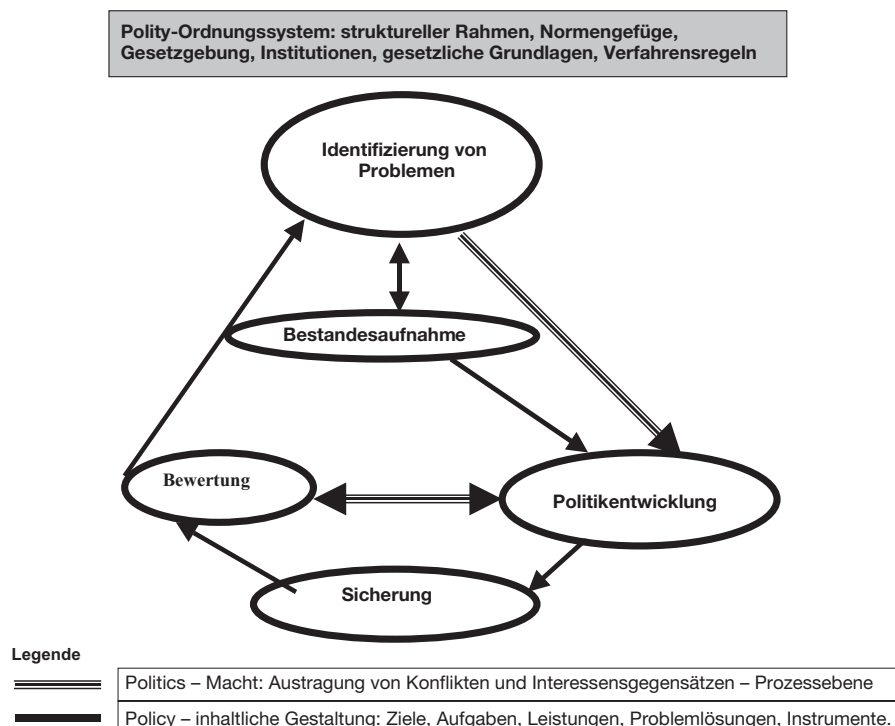 Polity-Ordnungssystem: struktureller Rahmen, Normengefüge,
Gesetzgebung, Institutionen, gesetzliche Grundlagen, Verfahrensregeln
Identifizierung von
Problemen
Bestandesaufnahme
Bewertung
Politikentwicklung
Sicherung
Legende
Politics – Macht: Austragung von Konflikten und Interessensgegensätzen – Prozessebene
Policy – inhaltliche Gestaltung: Ziele, Aufgaben, Leistungen, Problemlösungen, Instrumente.